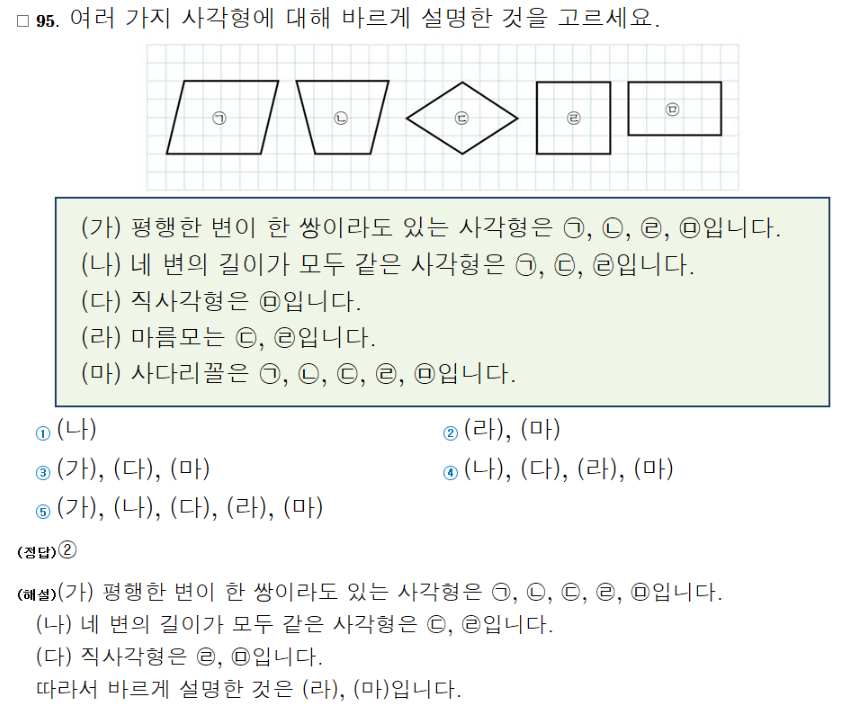 □ 95. 여러 가지 사각형에 대해 바르게 설명한 것을 고르세요.
㉠ ㉡ ㉢ ㉣ ㉤
(가) 평행한 변이 한 쌍이라도 있는 사각형은 ㉠, ㉡, ㉣, ㉤입니다.
(나) 네 변의 길이가 모두 같은 사각형은 ㉠, ㉢, ㉣입니다.
(다) 직사각형은 ㉤입니다.
(라) 마름모는 ㉢, ㉣입니다.
(마) 사다리꼴은 ㉠, ㉡, ㉢, ㉣, ㉤입니다.
① (나) ② (라), (마)
③ (가), (다), (마) ④ (나), (다), (라), (마)
⑤ (가), (나), (다), (라), (마)
(정답)②
(해설)(가) 평행한 변이 한 쌍이라도 있는 사각형은 ㉠, ㉡, ㉢, ㉣, ㉤입니다.
(나) 네 변의 길이가 모두 같은 사각형은 ㉢, ㉣입니다.
(다) 직사각형은 ㉣, ㉤입니다.
따라서 바르게 설명한 것은 (라), (마)입니다.